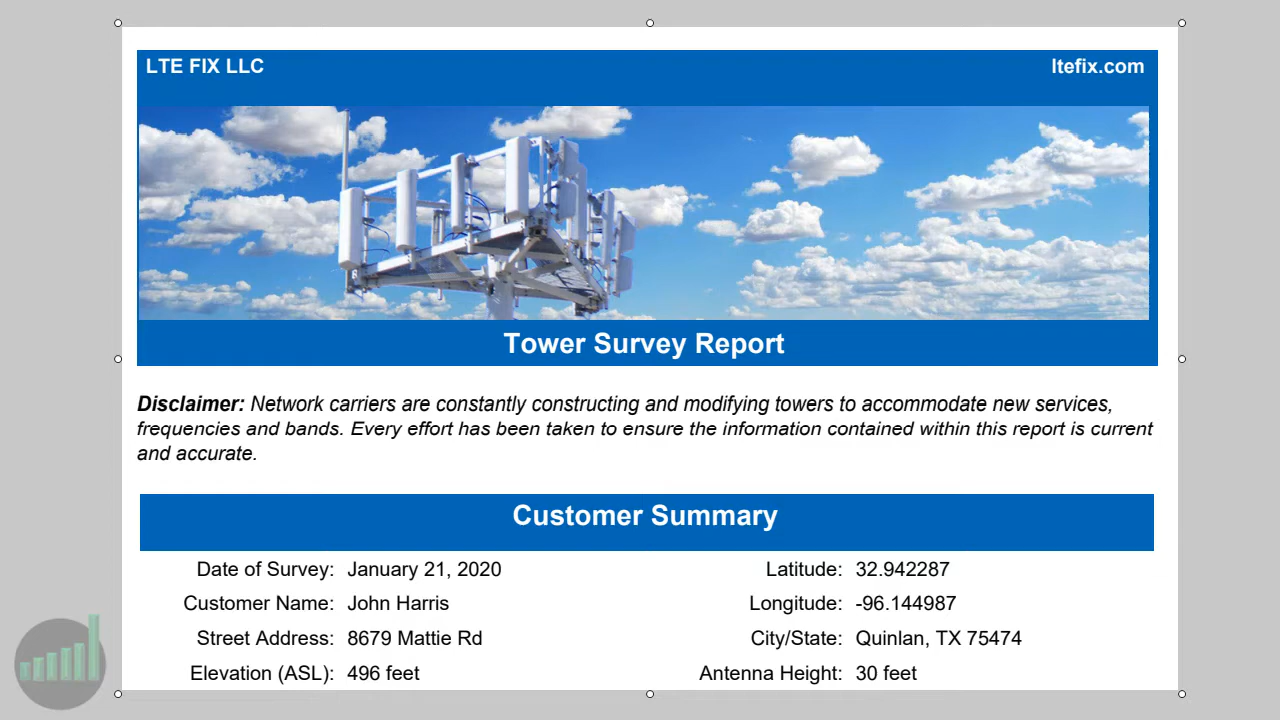 LTE FIX LLC ltefix.com
Tower Survey Report
Disclaimer: Network carriers are constantly constructing and modifying towers to accommodate new services,
frequencies and bands. Every effort has been taken to ensure the information contained within this report is current
and accurate.
Customer Summary
Date of Survey: January 21, 2020 Latitude: 32.942287
Customer Name: John Harris Longitude: -96.144987
Street Address: 8679 Mattie Rd City/State: Quinlan, TX 75474
Elevation (ASL): 496 feet Antenna Height: 30 feet